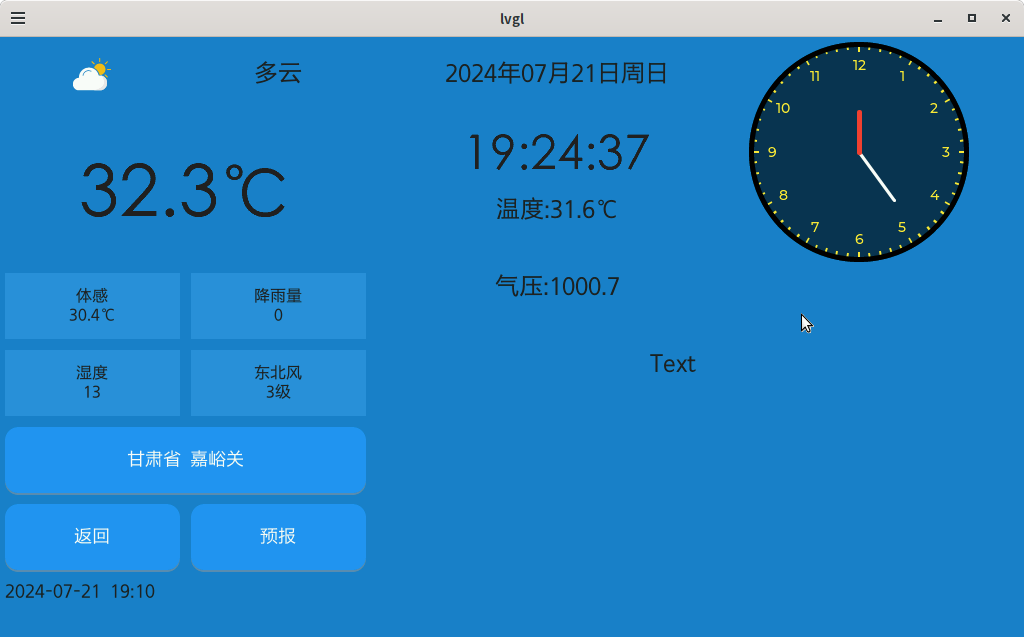 lvgl
多云
2024年07月21日周日
19:24:37
32.3℃
温度:31.6℃
气压:1000.7
12
1
2
3
4
5
6
7
8
9
10
11
体感
30.4℃
降雨量
0
湿度
13
东北风
3级
Text
甘肃省 嘉峪关
返回
预报
2024-07-21 19:10